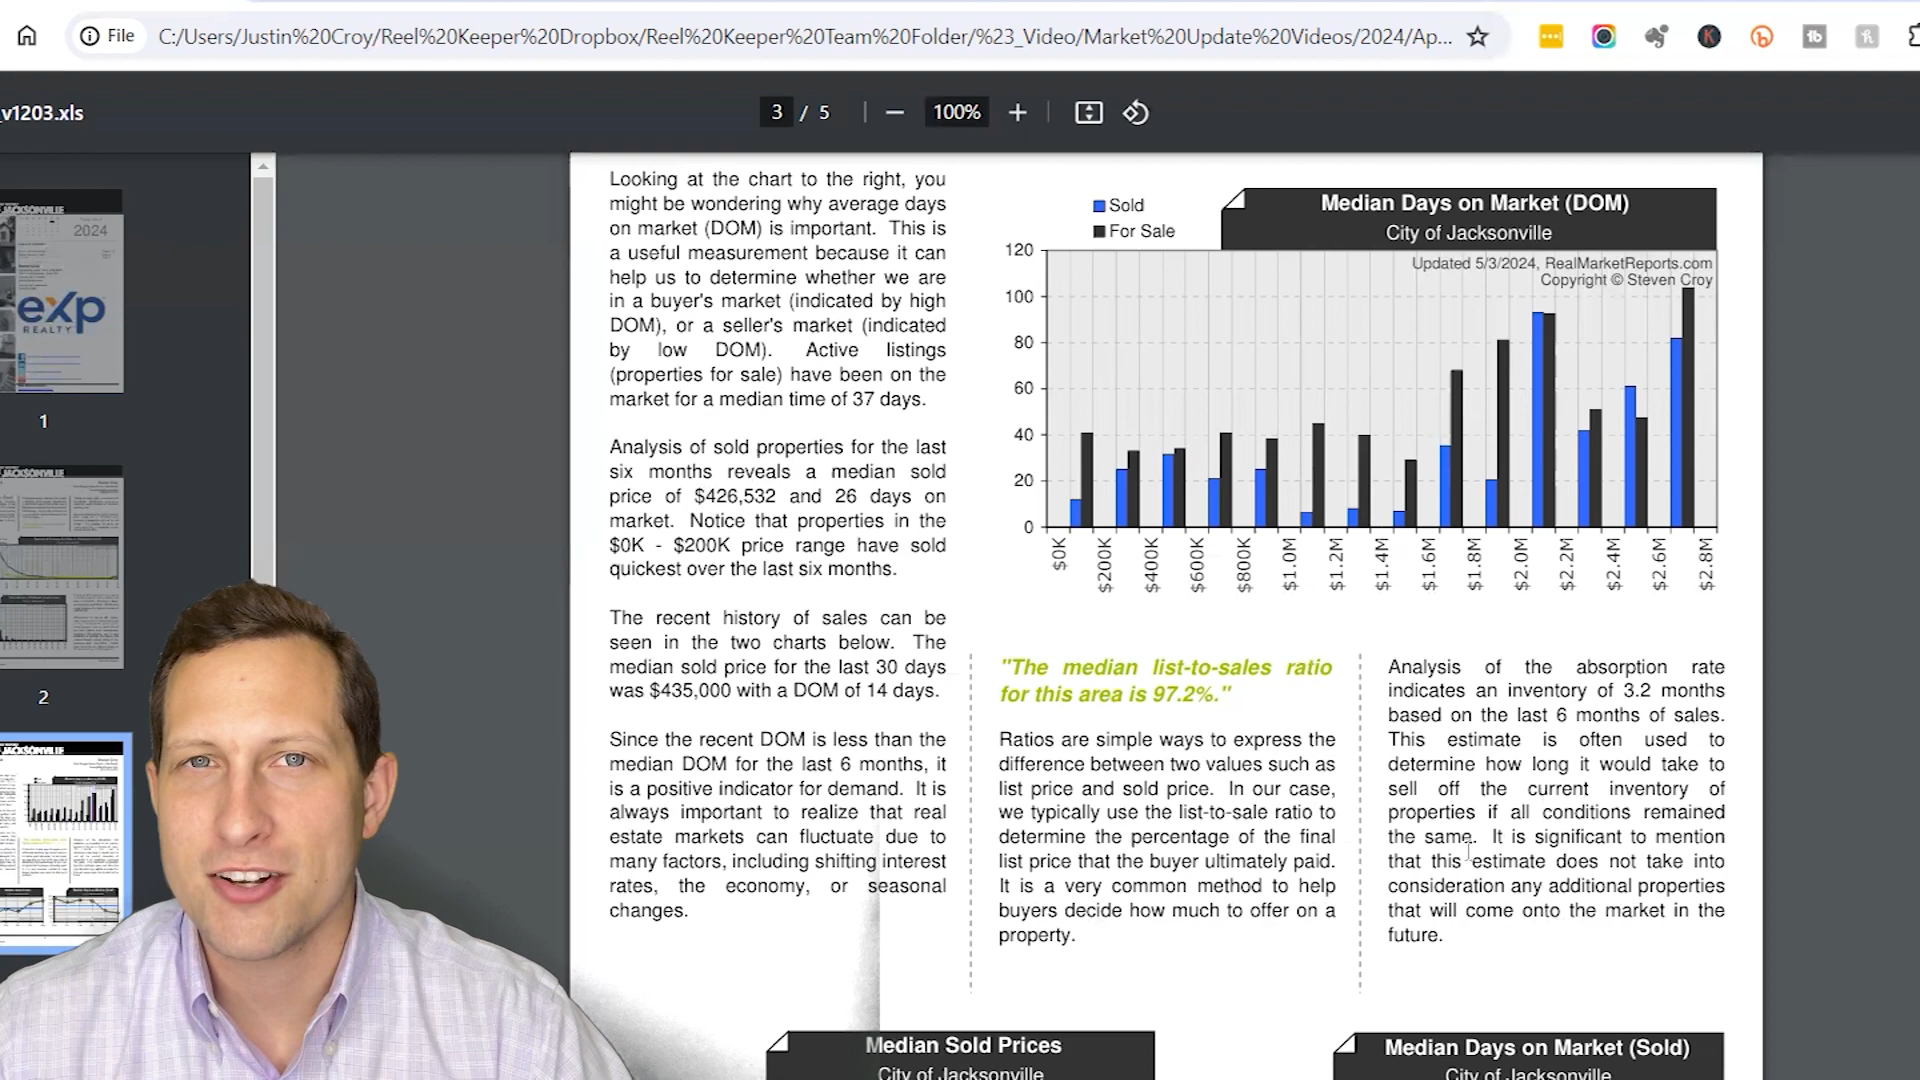 File
C:/Users/Justin%20Croy/Reel%20Keeper%20Dropbox/Reel%20Keeper%20Team%20Folder/%23_Video/Market%20Update%20Videos/2024/Ap...
_v1203.xls
3 / 5
100%
JACKSONVILLE
2024
exp
REALTY
1
JACKSONVILLE
2
JACKSONVILLE
Looking at the chart to the right, you
might be wondering why average days
on market (DOM) is important. This is
a useful measurement because it can
help us to determine whether we are
in a buyer's market (indicated by high
DOM), or a seller's market (indicated
by low DOM). Active listings
(properties for sale) have been on the
market for a median time of 37 days.
Analysis of sold properties for the last
six months reveals a median sold
price of $426,532 and 26 days on
market. Notice that properties in the
$0K - $200K price range have sold
quickest over the last six months.
The recent history of sales can be
seen in the two charts below. The
median sold price for the last 30 days
was $435,000 with a DOM of 14 days.
Since the recent DOM is less than the
median DOM for the last 6 months, it
is a positive indicator for demand. It is
always important to realize that real
estate markets can fluctuate due to
many factors, including shifting interest
rates, the economy, or seasonal
changes.
Sold
For Sale
Median Days on Market (DOM)
City of Jacksonville
Updated 5/3/2024, RealMarketReports.com
Copyright © Steven Croy
120
100
80
60
40
20
0
$0K
$200K
$400K
$600K
$800K
$1.0M
$1.2M
$1.4M
$1.6M
$1.8M
$2.0M
$2.2M
$2.4M
$2.6M
$2.8M
"The median list-to-sales ratio
for this area is 97.2%."
Ratios are simple ways to express the
difference between two values such as
list price and sold price. In our case,
we typically use the list-to-sale ratio to
determine the percentage of the final
list price that the buyer ultimately paid.
It is a very common method to help
buyers decide how much to offer on a
property.
Analysis of the absorption rate
indicates an inventory of 3.2 months
based on the last 6 months of sales.
This estimate is often used to
determine how long it would take to
sell off the current inventory of
properties if all conditions remained
the same. It is significant to mention
that this estimate does not take into
consideration any additional properties
that will come onto the market in the
future.
Median Sold Prices
City of Jacksonville
Median Days on Market (Sold)
City of Jacksonville